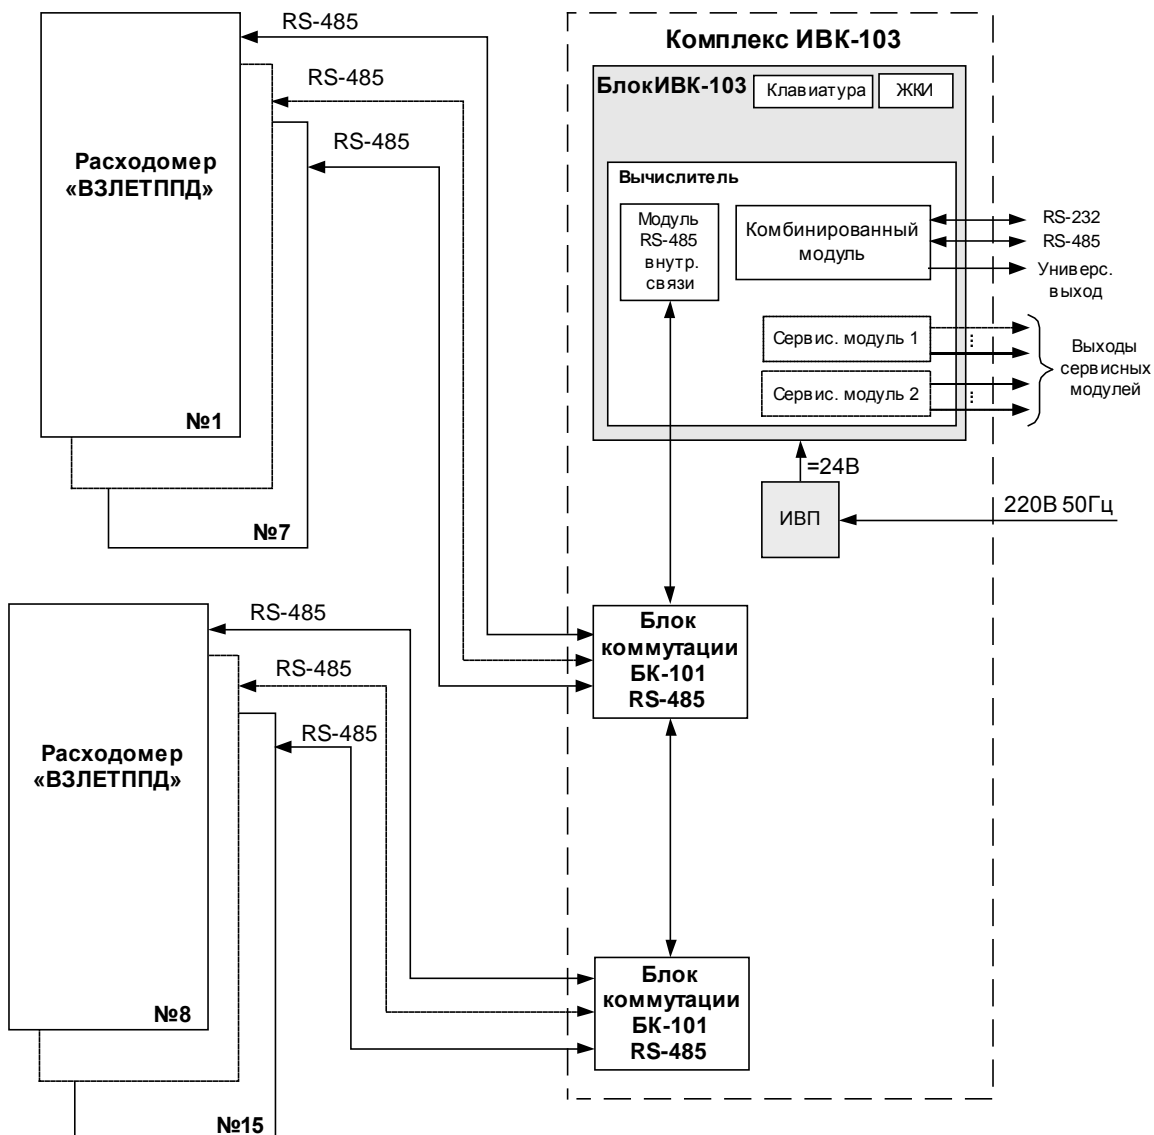 RS-485
RS-485
RS-485
Расходомер
«ВЗЛЕТППД»
№1
№7
Комплекс ИВК-103
БлокИВК-103
Клавиатура
ЖКИ
Вычислитель
Модуль
RS-485
внутр.
связи
Комбинированный
модуль
RS-232
RS-485
Универс.
выход
Сервис. модуль 1
Сервис. модуль 2
...
...
Выходы
сервисных
модулей
=24В
ИВП
220В 50Гц
Блок
коммутации
БК-101
RS-485
RS-485
RS-485
RS-485
Расходомер
«ВЗЛЕТППД»
№8
№15
Блок
коммутации
БК-101
RS-485